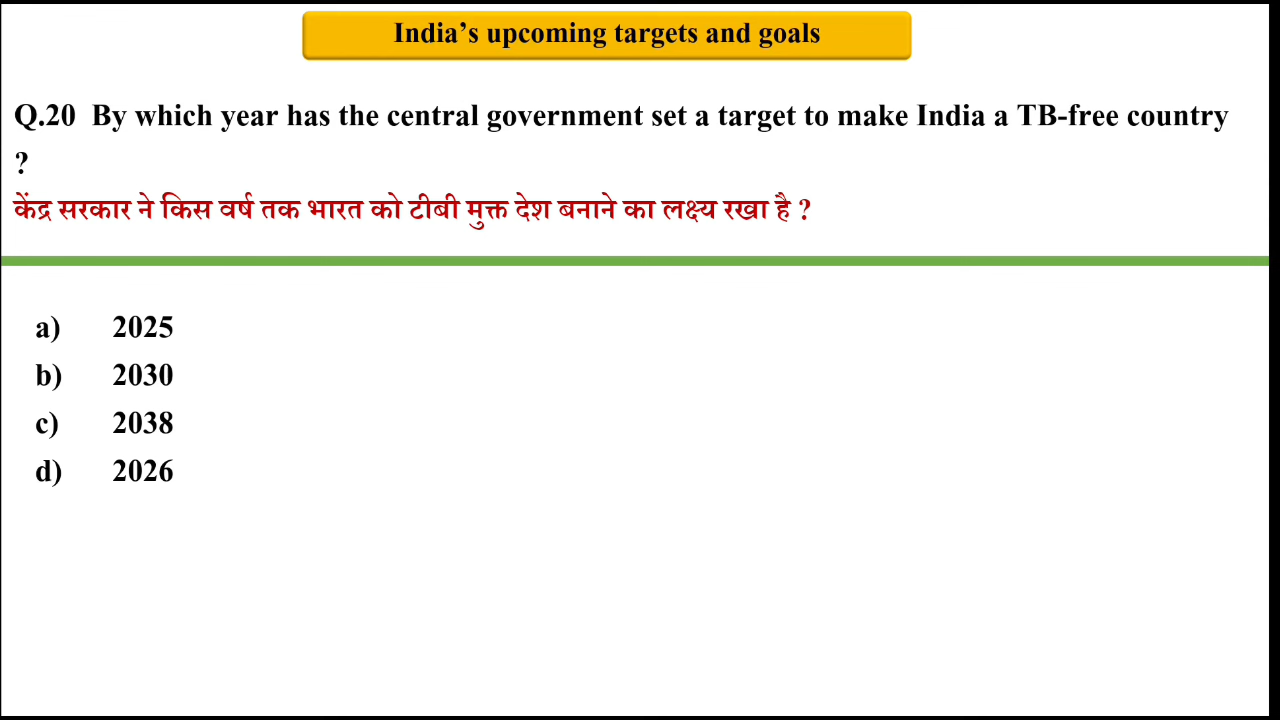 India’s upcoming targets and goals
Q.20 By which year has the central government set a target to make India a TB-free country
?
केंद्र सरकार ने किस वर्ष तक भारत को टीबी मुक्त देश बनाने का लक्ष्य रखा है ?
a) 2025
b) 2030
c) 2038
d) 2026